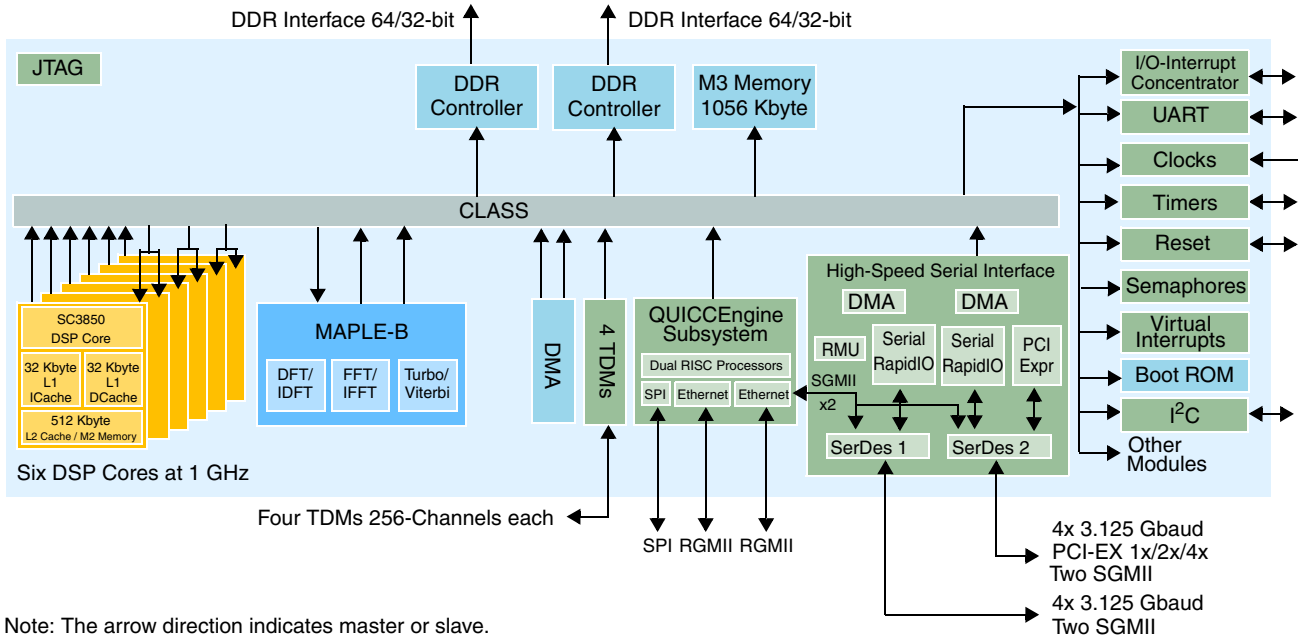 DDR Interface 64/32-bit
DDR Interface 64/32-bit
JTAG
DDR
Controller
DDR
Controller
M3 Memory
1056 Kbyte
I/O-Interrupt
Concentrator
UART
Clocks
Timers
Reset
Semaphores
Virtual
Interrupts
Boot ROM
I²C
Other
Modules
CLASS
SC3850
DSP Core
32 Kbyte
L1
ICache
32 Kbyte
L1
DCache
512 Kbyte
L2 Cache / M2 Memory
Six DSP Cores at 1 GHz
MAPLE-B
DFT/
IDFT
FFT/
IFFT
Turbo/
Viterbi
DMA
4 TDMs
QUICCEngine
Subsystem
Dual RISC Processors
SPI
Ethernet
Ethernet
High-Speed Serial Interface
DMA
DMA
RMU
Serial
RapidIO
Serial
RapidIO
PCI
Expr
SGMII
x2
SerDes 1
SerDes 2
Four TDMs 256-Channels each
SPI
RGMII
RGMII
4x 3.125 Gbaud
PCI-EX 1x/2x/4x
Two SGMII
4x 3.125 Gbaud
Two SGMII
Note: The arrow direction indicates master or slave.